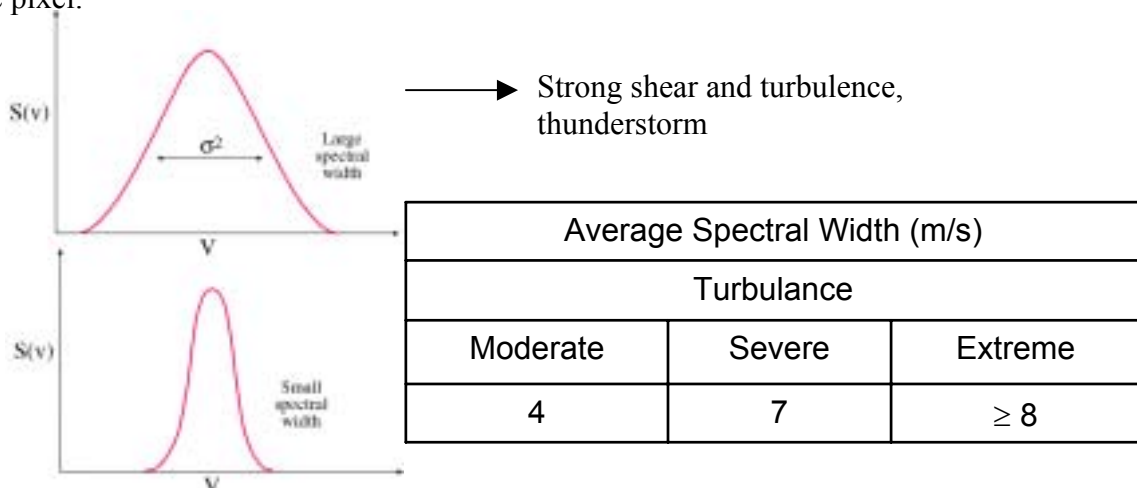 pixel.
S(v)
σ²
Large
spectral
width
V
Strong shear and turbulence,
thunderstorm
Average Spectral Width (m/s)
Turbulance
Moderate Severe Extreme
4 7 ≥ 8
S(v)
Small
spectral
width
V